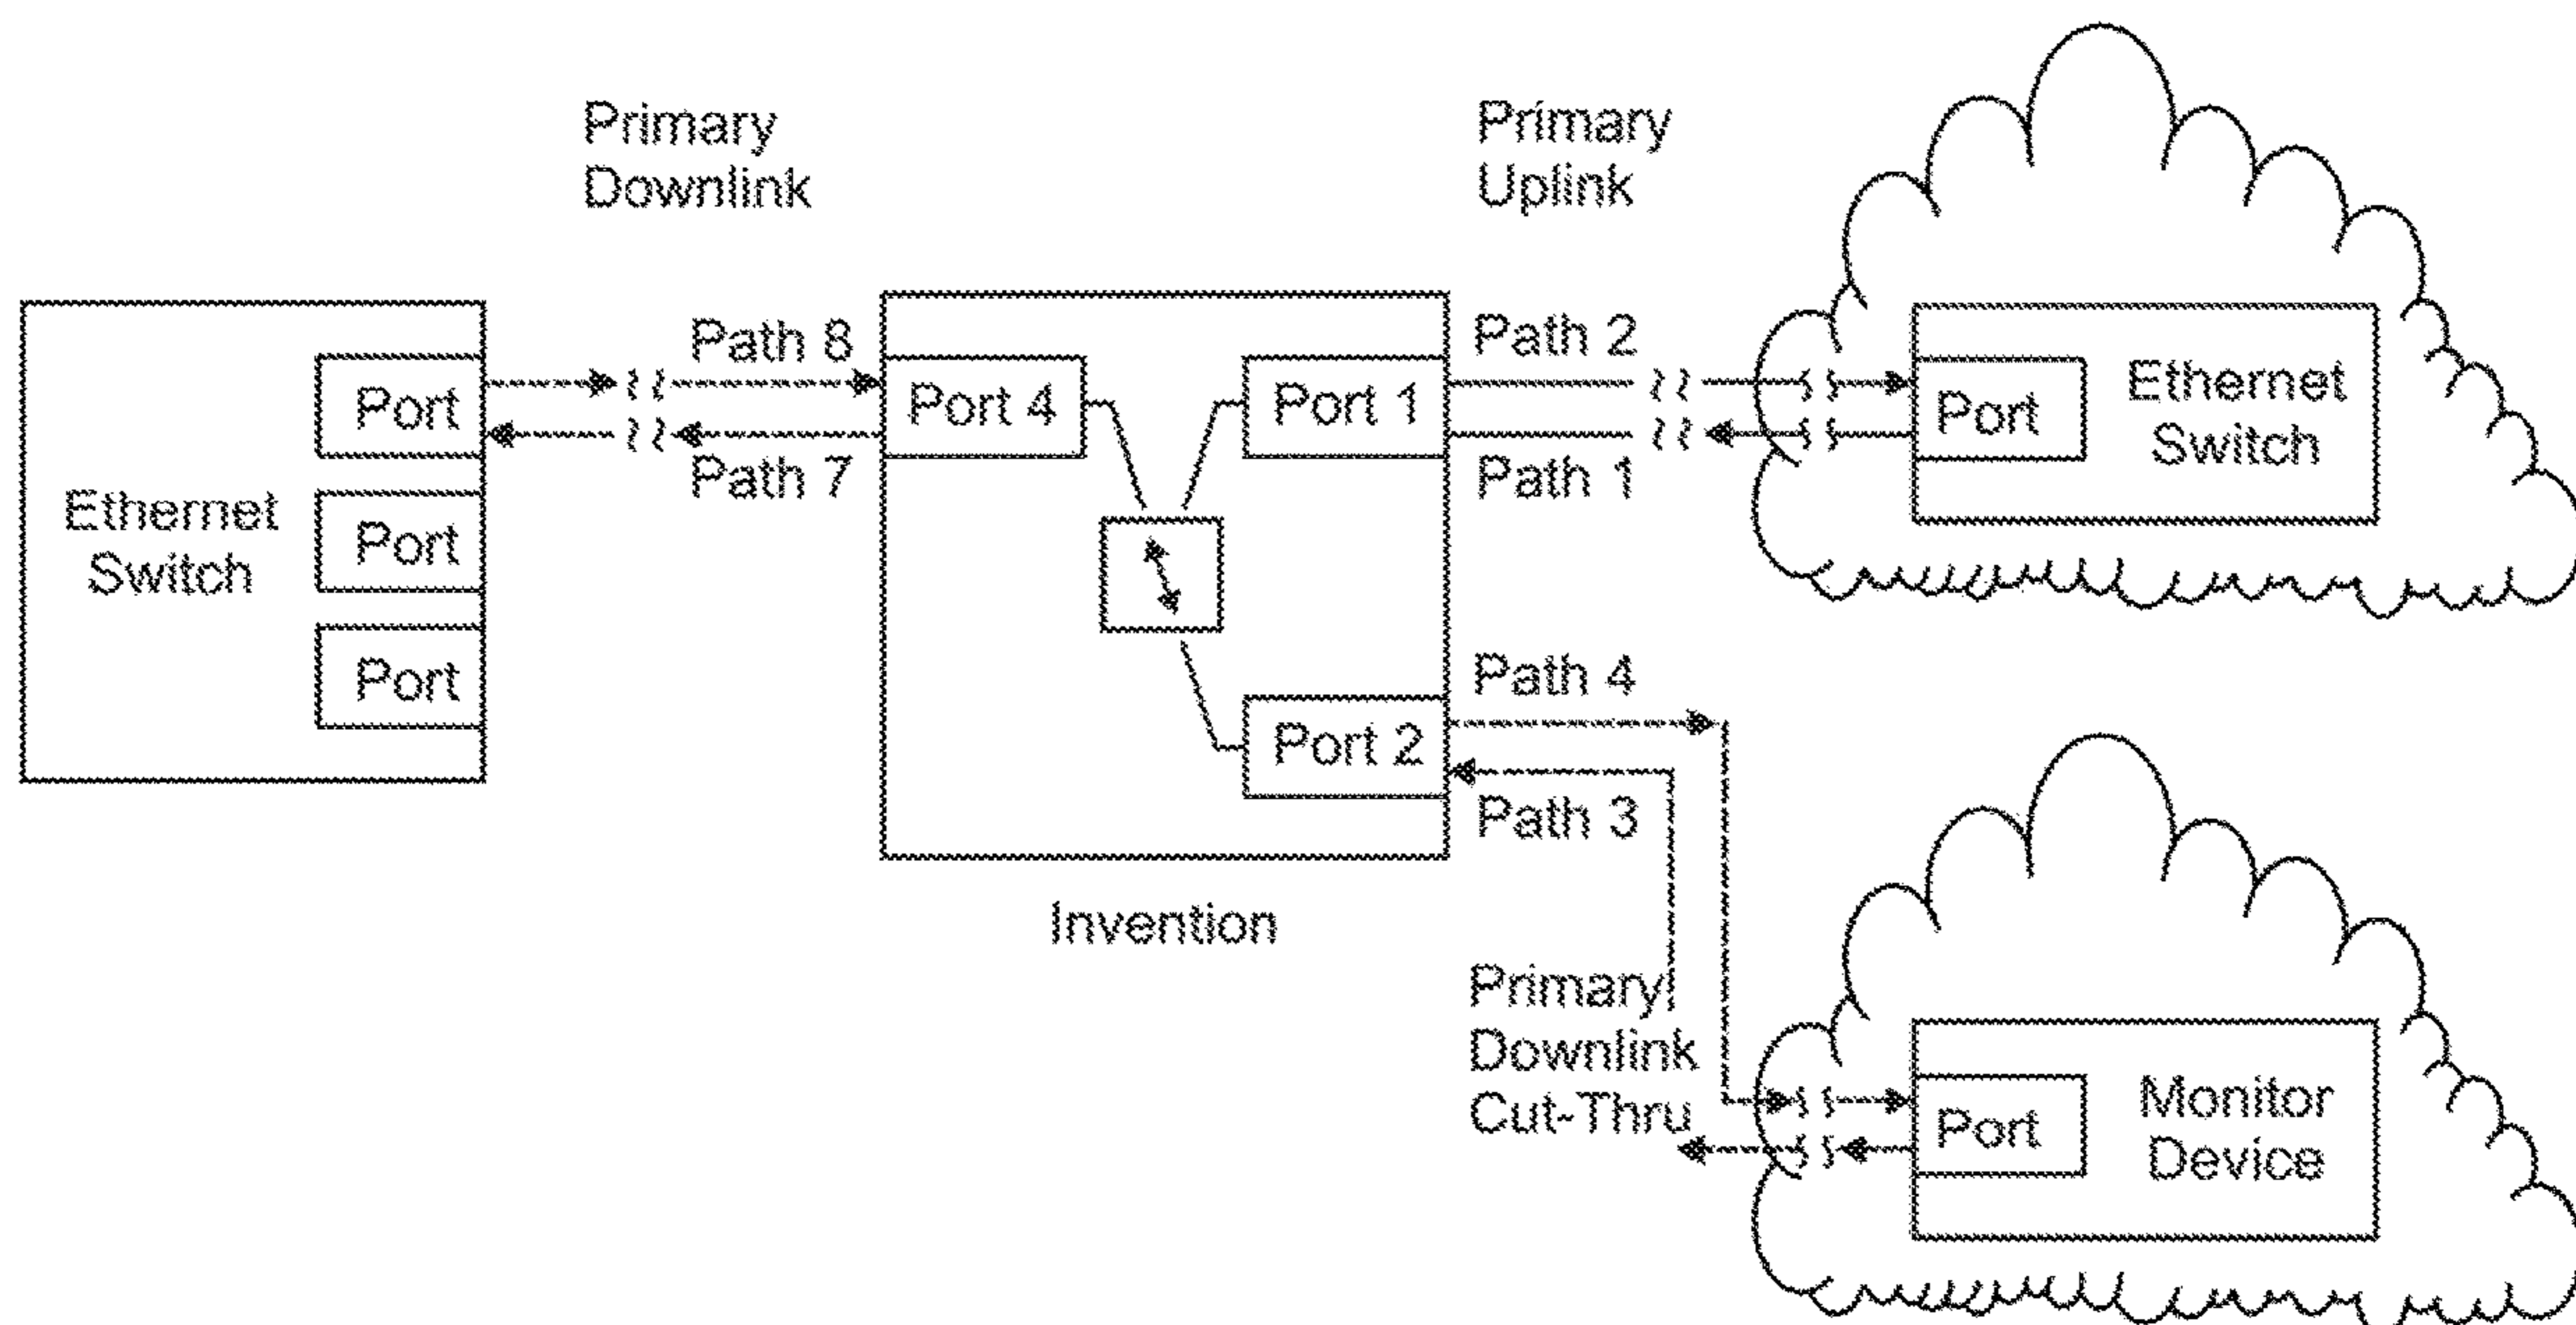 Primary
Downlink
Primary
Uplink
Ethernet
Switch
Port
Port
Port
Path 8
Path 7
Port 4
Port 1
Port 2
Invention
Path 2
Path 1
Port
Ethernet
Switch
Path 4
Path 3
Primary
Downlink
Cut-Thru
Port
Monitor
Device